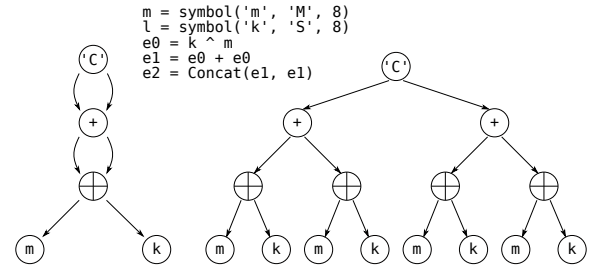 m = symbol('m', 'M', 8)
l = symbol('k', 'S', 8)
e0 = k ^ m
e1 = e0 + e0
e2 = Concat(e1, e1)
'C' 'C'
+ + +
m k m k m k m k m k